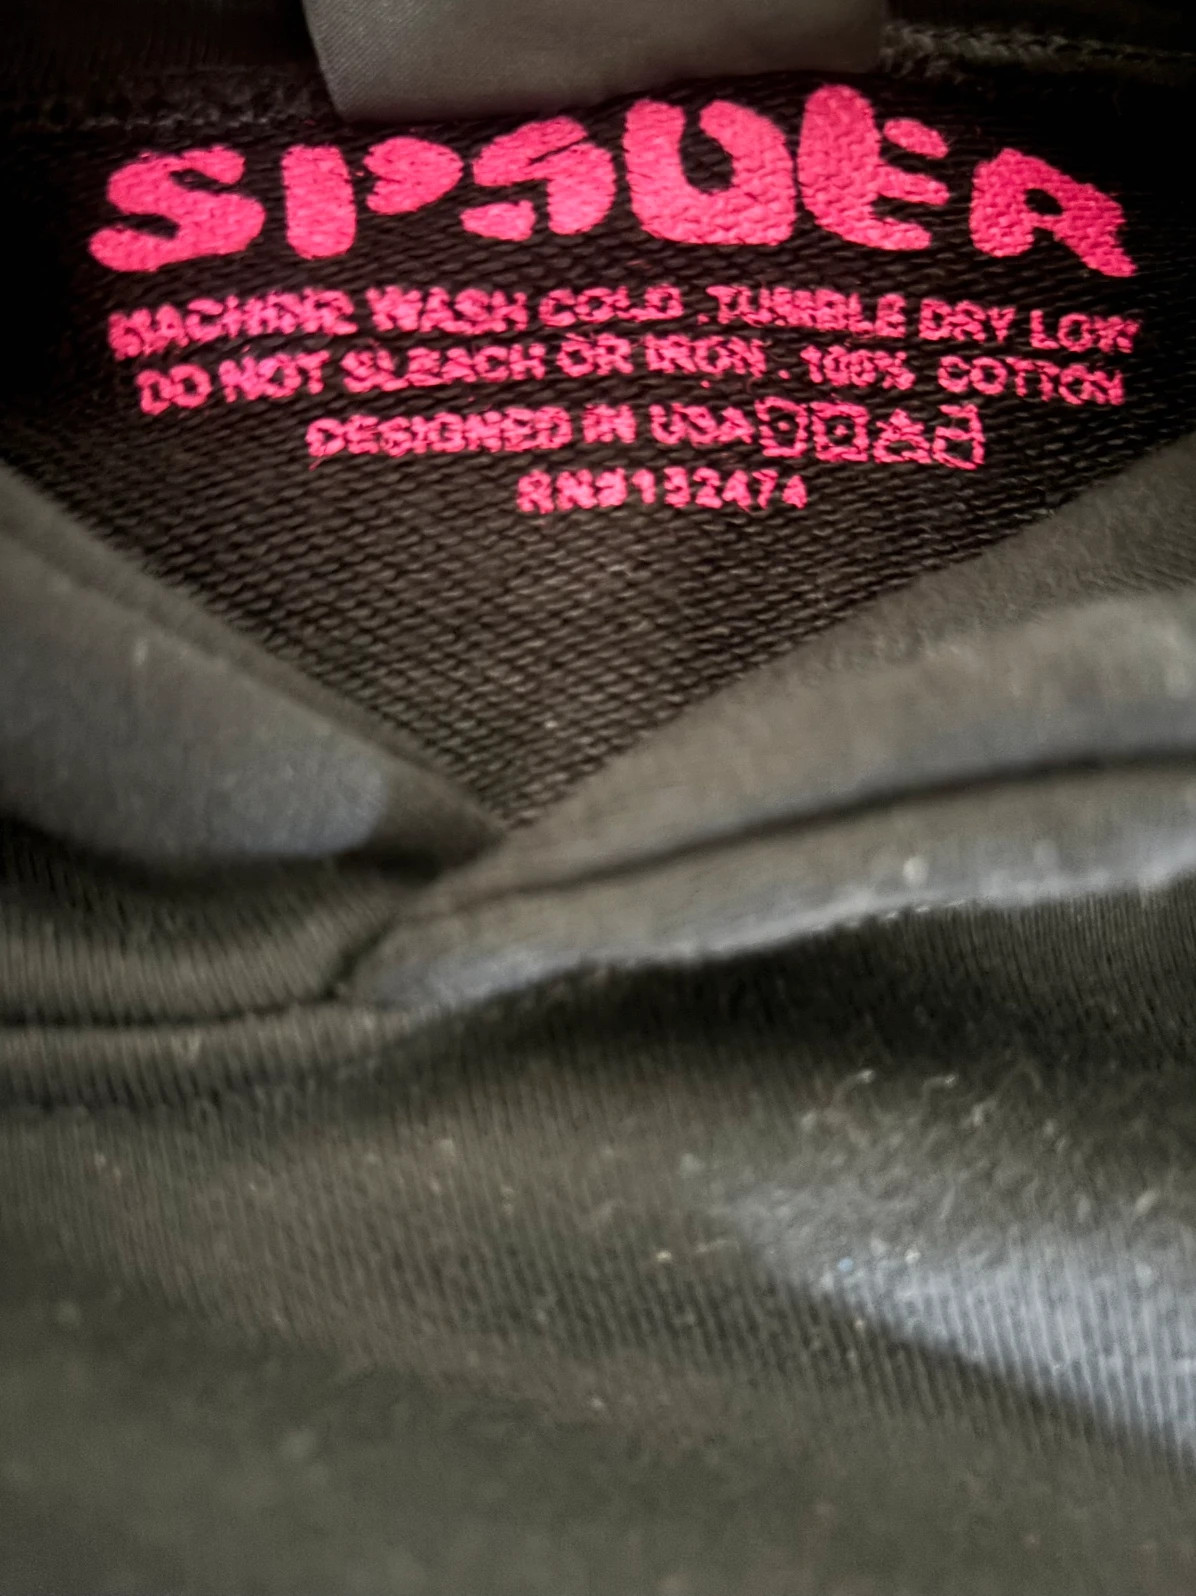 SP5DER
MACHINE WASH COLD . TUMBLE DRY LOW
DO NOT BLEACH OR IRON . 100% COTTON
DESIGNED IN USA
RN#132474